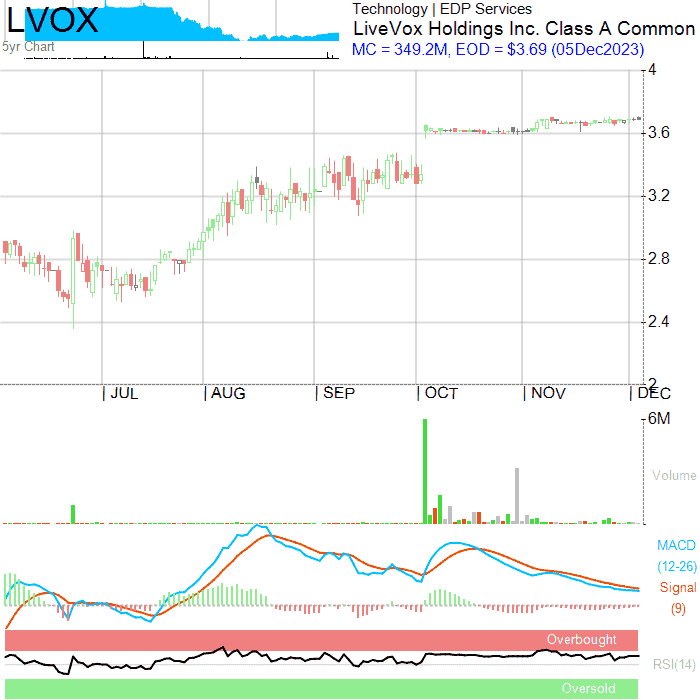 LVOX
5yr Chart
Technology | EDP Services
LiveVox Holdings Inc. Class A Common
MC = 349.2M, EOD = $3.69 (05Dec2023)
4
3.6
3.2
2.8
2.4
2
| JUL | AUG | SEP | OCT | NOV | DEC
6M
Volume
MACD
(12-26)
Signal
(9)
Overbought
RSI(14)
Oversold